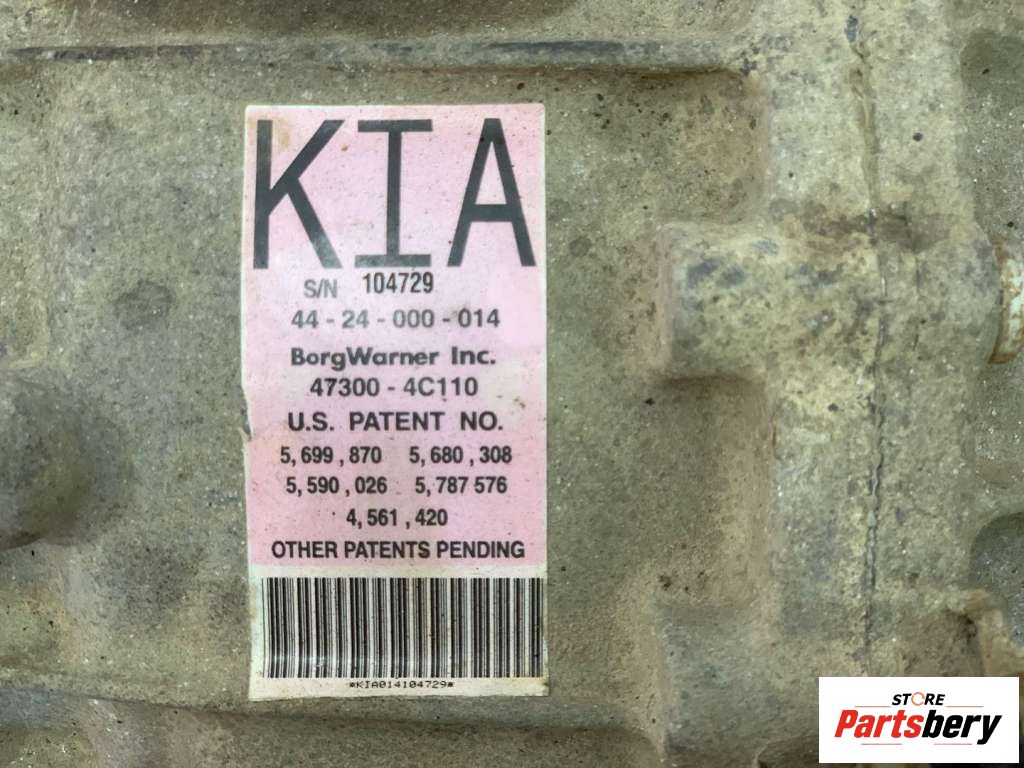 KIA
S/N 104729
44 - 24 - 000 - 014
BorgWarner Inc.
47300 - 4C110
U.S. PATENT NO.
5, 699 , 870 5, 680 , 308
5, 590 , 026 5, 787 576
4, 561 , 420
OTHER PATENTS PENDING
*KIA014104729*
STORE
Partsbery